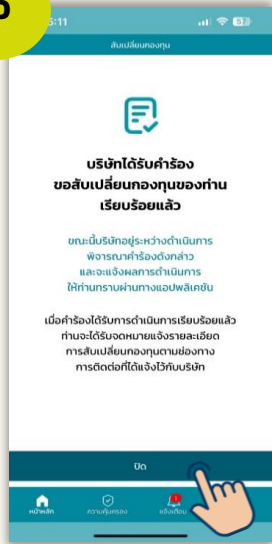 5:11
สับเปลี่ยนกองทุน
บริษัทได้รับคำร้อง
ขอสับเปลี่ยนกองทุนของท่าน
เรียบร้อยแล้ว
ขณะนี้บริษัทอยู่ระหว่างดำเนินการ
พิจารณาคำร้องดังกล่าว
และจะแจ้งผลการดำเนินการ
ให้ท่านทราบผ่านทางแอปพลิเคชัน
เมื่อคำร้องได้รับการดำเนินการเรียบร้อยแล้ว
ท่านจะได้รับจดหมายแจ้งรายละเอียด
การสับเปลี่ยนกองทุนตามช่องทาง
การติดต่อที่ได้แจ้งไว้กับบริษัท
ปิด
หน้าหลัก ความคุ้มครอง แจ้งเตือน